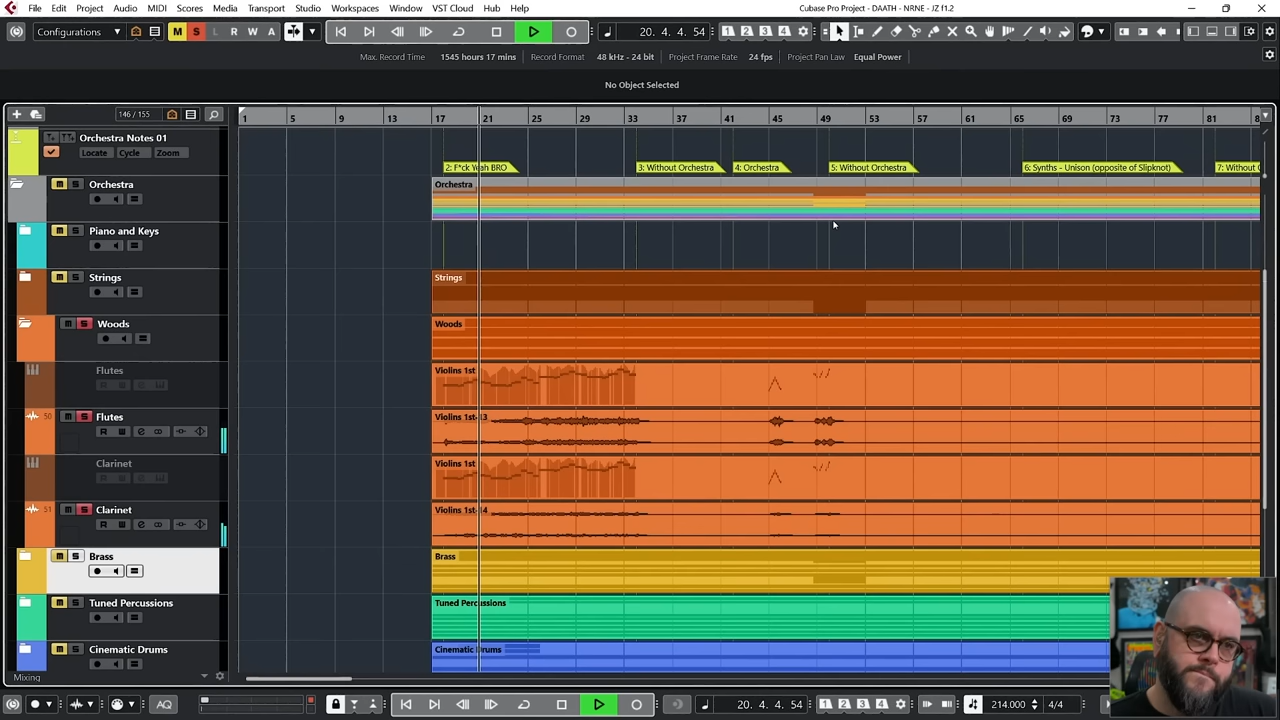 File Edit Project Audio MIDI Scores Media Transport Studio Workspaces Window VST Cloud Hub Help
Cubase Pro Project - DAATH - NRNE - JZ f1.2
Configurations M S L R W A 20. 4. 4. 54
Max. Record Time 1545 hours 17 mins Record Format 48 kHz - 24 bit Project Frame Rate 24 fps Project Pan Law Equal Power
No Object Selected
146 / 155
1 5 9 13 17 21 25 29 33 37 45 49 53 61 65 69 73 77 81 8
Orchestra Notes 01
Locate Cycle Zoom
2: F*ck Yeah BRO 3: Without Orchestra 4: Orchestra 5: Without Orchestra 6: Synths - Unison (opposite of Slipknot) 7: Without
M S Orchestra Orchestra
M S Piano and Keys
M S Strings Strings
M S Woods Woods
Flutes Violins 1st
50 M S Flutes Violins 1st-13
R W e
Clarinet Violins 1st
51 M S Clarinet Violins 1st-14
R W e
M S Brass Brass
M S Tuned Percussions Tuned Percussions
M S Cinematic Drums Cinematic Drums
Mixing
AQ 20. 4. 4. 54 214.000 4/4